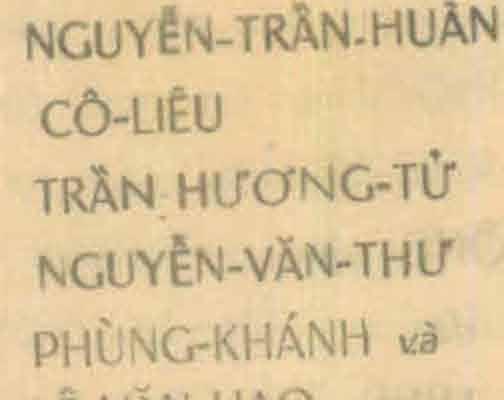 NGUYỄN-TRẦN-HUÂN
CÔ-LIÊU
TRẦN HƯƠNG-TỬ
NGUYỄN-VĂN-THƯ
PHÙNG-KHÁNH và